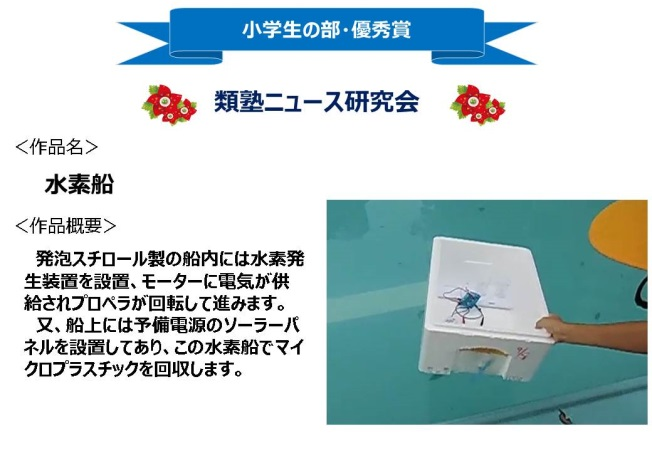 小学生の部・優秀賞
類塾ニュース研究会
＜作品名＞
水素船
＜作品概要＞
発泡スチロール製の船内には水素発
生装置を設置、モーターに電気が供
給されプロペラが回転して進みます。
又、船上には予備電源のソーラーパ
ネルを設置してあり、この水素船でマイ
クロプラスチックを回収します。